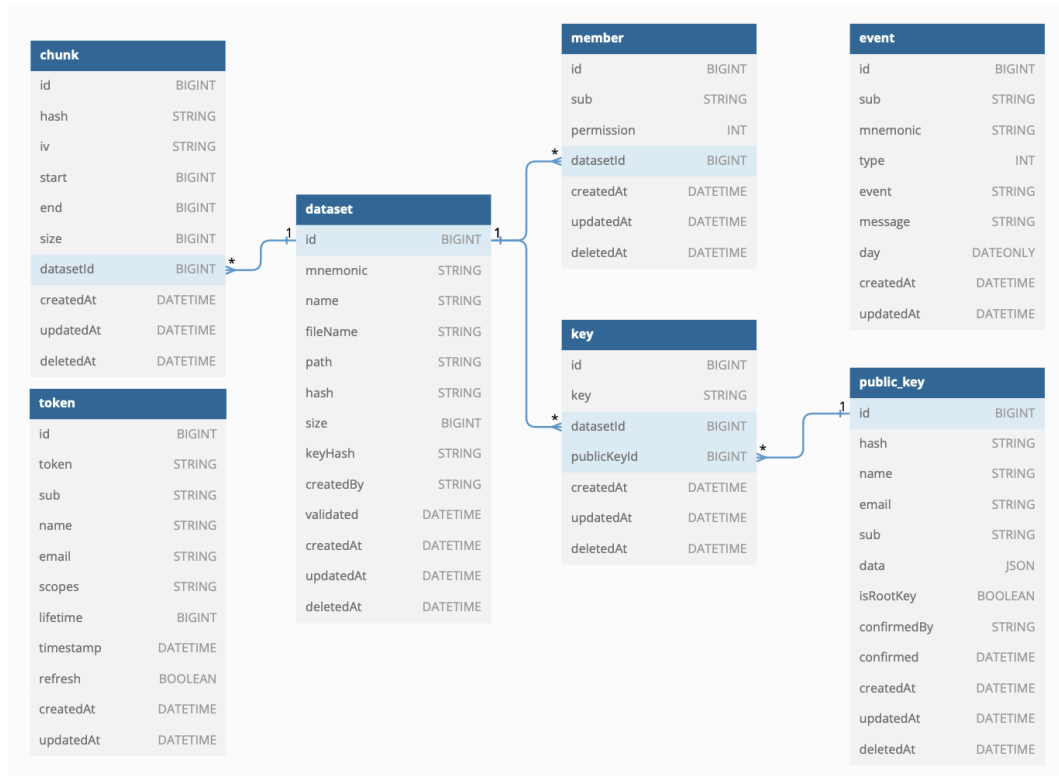 chunk
id BIGINT
hash STRING
iv STRING
start BIGINT
end BIGINT
size BIGINT
datasetId BIGINT
createdAt DATETIME
updatedAt DATETIME
deletedAt DATETIME
*
1
token
id BIGINT
token STRING
sub STRING
name STRING
email STRING
scopes STRING
lifetime BIGINT
timestamp DATETIME
refresh BOOLEAN
createdAt DATETIME
updatedAt DATETIME
dataset
id BIGINT
mnemonic STRING
name STRING
fileName STRING
path STRING
hash STRING
size BIGINT
keyHash STRING
createdBy STRING
validated DATETIME
createdAt DATETIME
updatedAt DATETIME
deletedAt DATETIME
1
*
*
member
id BIGINT
sub STRING
permission INT
datasetId BIGINT
createdAt DATETIME
updatedAt DATETIME
deletedAt DATETIME
key
id BIGINT
key STRING
datasetId BIGINT
publicKeyId BIGINT
createdAt DATETIME
updatedAt DATETIME
deletedAt DATETIME
*
1
event
id BIGINT
sub STRING
mnemonic STRING
type INT
event STRING
message STRING
day DATEONLY
createdAt DATETIME
updatedAt DATETIME
public_key
id BIGINT
hash STRING
name STRING
email STRING
sub STRING
data JSON
isRootKey BOOLEAN
confirmedBy STRING
confirmed DATETIME
createdAt DATETIME
updatedAt DATETIME
deletedAt DATETIME